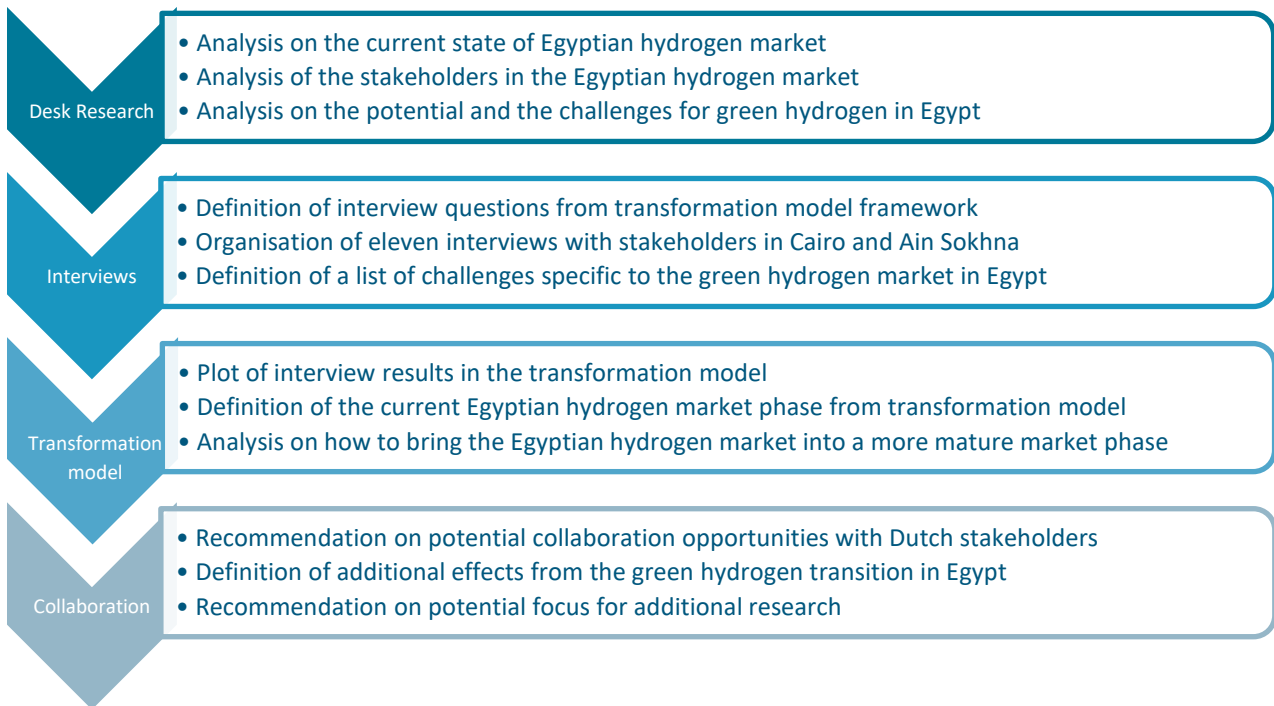 Desk Research
• Analysis on the current state of Egyptian hydrogen market
• Analysis of the stakeholders in the Egyptian hydrogen market
• Analysis on the potential and the challenges for green hydrogen in Egypt
Interviews
• Definition of interview questions from transformation model framework
• Organisation of eleven interviews with stakeholders in Cairo and Ain Sokhna
• Definition of a list of challenges specific to the green hydrogen market in Egypt
Transformation
model
• Plot of interview results in the transformation model
• Definition of the current Egyptian hydrogen market phase from transformation model
• Analysis on how to bring the Egyptian hydrogen market into a more mature market phase
Collaboration
• Recommendation on potential collaboration opportunities with Dutch stakeholders
• Definition of additional effects from the green hydrogen transition in Egypt
• Recommendation on potential focus for additional research